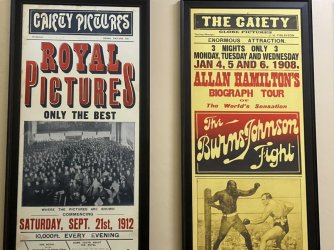 GAIETY PICTURES
ROYAL
PICTURES
ONLY THE BEST
WHERE THE PICTURES ARE SHOWN
COMMENCING
SATURDAY, SEPT. 21st, 1912
10,000ft. EVERY EVENING.
THE GAIETY
GLOBE PICTURES
ENORMOUS ATTRACTION.
3 NIGHTS ONLY 3
MONDAY, TUESDAY and WEDNESDAY
JAN 4, 5 AND 6. 1908.
ALLAN HAMILTON'S
BIOGRAPH TOUR
OF
The World's Sensation
The
Burns-Johnson
Fight